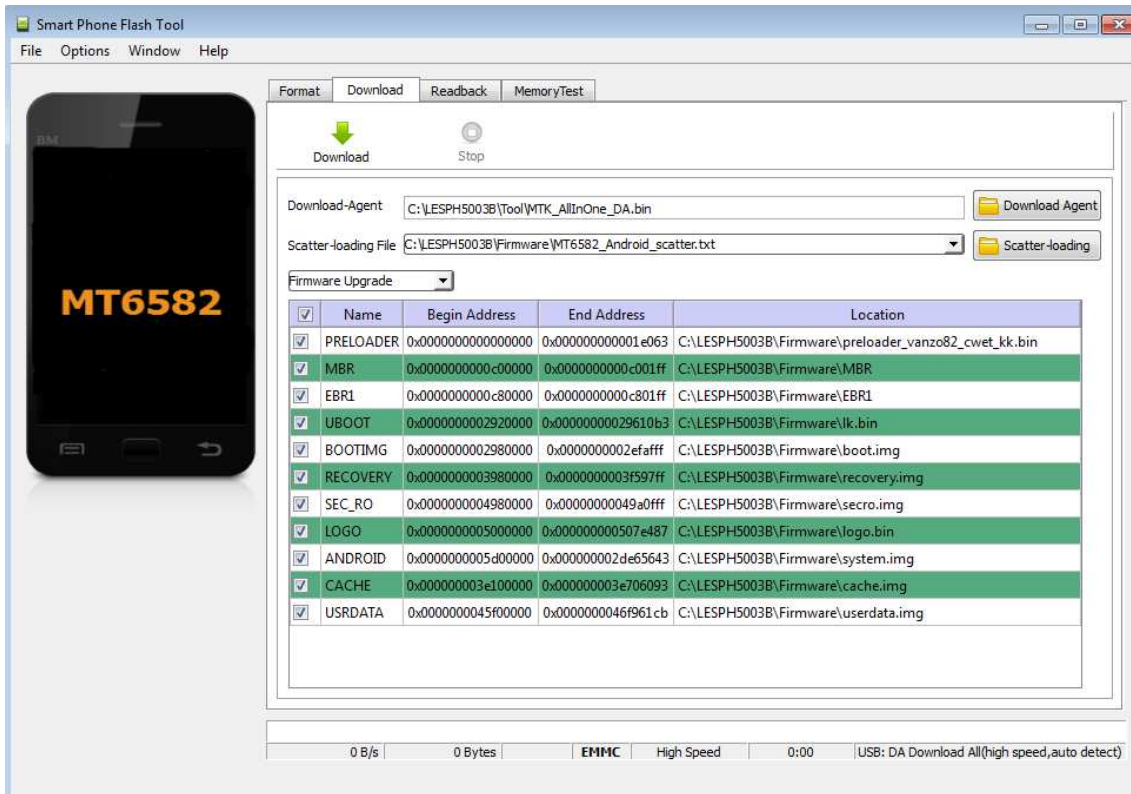 Smart Phone Flash Tool
File Options Window Help
Format Download Readback MemoryTest
BM
Download Stop
Download-Agent C:\LESPH5003B\Tool\MTK_AllInOne_DA.bin Download Agent
Scatter-loading File C:\LESPH5003B\Firmware\MT6582_Android_scatter.txt Scatter-loading
Firmware Upgrade
MT6582
Name Begin Address End Address Location
PRELOADER 0x0000000000000000 0x000000000001e063 C:\LESPH5003B\Firmware\preloader_vanzo82_cwet_kk.bin
MBR 0x0000000000c00000 0x0000000000c001ff C:\LESPH5003B\Firmware\MBR
EBR1 0x0000000000c80000 0x0000000000c801ff C:\LESPH5003B\Firmware\EBR1
UBOOT 0x0000000002920000 0x00000000029610b3 C:\LESPH5003B\Firmware\lk.bin
BOOTIMG 0x0000000002980000 0x0000000002efafff C:\LESPH5003B\Firmware\boot.img
RECOVERY 0x0000000003980000 0x0000000003f597ff C:\LESPH5003B\Firmware\recovery.img
SEC_RO 0x0000000004980000 0x00000000049a0fff C:\LESPH5003B\Firmware\secro.img
LOGO 0x0000000005000000 0x000000000507e487 C:\LESPH5003B\Firmware\logo.bin
ANDROID 0x0000000005d00000 0x000000002de65643 C:\LESPH5003B\Firmware\system.img
CACHE 0x000000003e100000 0x000000003e706093 C:\LESPH5003B\Firmware\cache.img
USRDATA 0x0000000045f00000 0x0000000046f961cb C:\LESPH5003B\Firmware\userdata.img
0 B/s 0 Bytes EMMC High Speed 0:00 USB: DA Download All(high speed,auto detect)